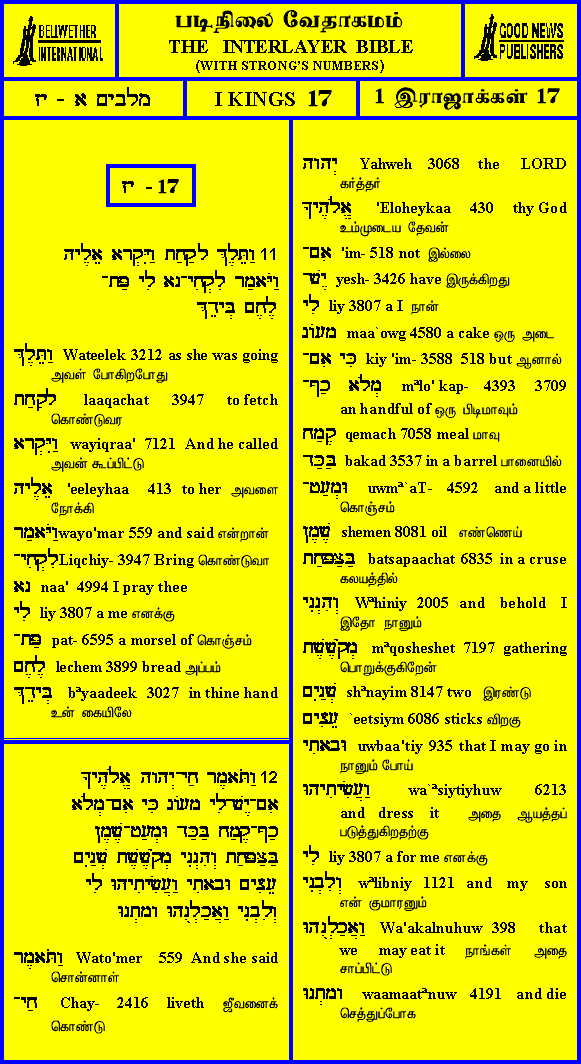 BELLWETHER
INTERNATIONAL
படிநிலை வேதாகமம்
THE INTERLAYER BIBLE
(WITH STRONG'S NUMBERS)
GOOD NEWS
PUBLISHERS
מלכים א - יז
I KINGS 17
1 இராஜாக்கள் 17
יז - 17
11 וַתֵּלֶךְ לָקַחַת וַיִּקְרָא אֵלֶיהָ
וַיֹּאמַר לִקְחִי־נָא לִי פַּת־
לֶחֶם בְּיָדֵךְ
וַתֵּלֶךְ Wateelek 3212 as she was going
அவள் போகிறபோது
לָקַחַת laaqachat 3947 to fetch
கொண்டுவர
וַיִּקְרָא wayiqraa' 7121 And he called
அவன் கூப்பிட்டு
אֵלֶיהָ 'eeleyhaa 413 to her அவளை
நோக்கி
וַיֹּאמַר wayo'mar 559 and said என்றான்
לִקְחִי־ Liqchiy- 3947 Bring கொண்டுவா
נָא naa' 4994 I pray thee
לִי liy 3807 a me எனக்கு
פַּת־ pat- 6595 a morsel of கொஞ்சம்
לֶחֶם lechem 3899 bread அப்பம்
בְּיָדֵךְ bªyaadeek 3027 in thine hand
உன் கையிலே
12 וַתֹּאמֶר חַי־יְהוָה אֱלֹהֶיךָ
אִם־יֶשׁ־לִי מָעוֹג כִּי אִם־מְלֹא
כַף־קֶמַח בַּכַּד וּמְעַט־שֶׁמֶן
בַּצַּפָּחַת וְהִנְנִי מְקֹשֶׁשֶׁת שְׁנַיִם
עֵצִים וּבָאתִי וַעֲשִׂיתִיהוּ לִי
וְלִבְנִי וַאֲכַלְנֻהוּ וָמָתְנוּ
וַתֹּאמֶר Wato'mer 559 And she said
சொன்னாள்
חַי־ Chay- 2416 liveth ஜீவனைக்
கொண்டு
יְהוָה Yahweh 3068 the LORD
கர்த்தர்
אֱלֹהֶיךָ 'Eloheykaa 430 thy God
உம்முடைய தேவன்
אִם־ 'im- 518 not இல்லை
יֶשׁ־ yesh- 3426 have இருக்கிறது
לִי liy 3807 a I நான்
מָעוֹג maa`owg 4580 a cake ஒரு அடை
כִּי אִם־ kiy 'im- 3588 518 but ஆனால்
מְלֹא כַף־ mªlo' kap- 4393 3709
an handful of ஒரு பிடிமாவும்
קֶמַח qemach 7058 meal மாவு
בַּכַּד bakad 3537 in a barrel பானையில்
וּמְעַט־ uwmª`aT- 4592 and a little
கொஞ்சம்
שֶׁמֶן shemen 8081 oil எண்ணெய்
בַּצַּפָּחַת batsapaachat 6835 in a cruse
கலயத்தில்
וְהִנְנִי Wªhiniy 2005 and behold I
இதோ நானும்
מְקֹשֶׁשֶׁת mªqosheshet 7197 gathering
பொறுக்குகிறேன்
שְׁנַיִם shªnayim 8147 two இரண்டு
עֵצִים `eetsiym 6086 sticks விறகு
וּבָאתִי uwbaa'tiy 935 that I may go in
நானும் போய்
וַעֲשִׂיתִיהוּ wa`ªsiytiyhuw 6213
and dress it அதை ஆயத்தப்
படுத்துகிறதற்கு
לִי liy 3807 a for me எனக்கு
וְלִבְנִי wªlibniy 1121 and my son
என் குமாரனும்
וַאֲכַלְנֻהוּ Wa'akalnuhuw 398 that
we may eat it நாங்கள் அதை
சாப்பிட்டு
וָמָתְנוּ waamaatªnuw 4191 and die
செத்துப்போக